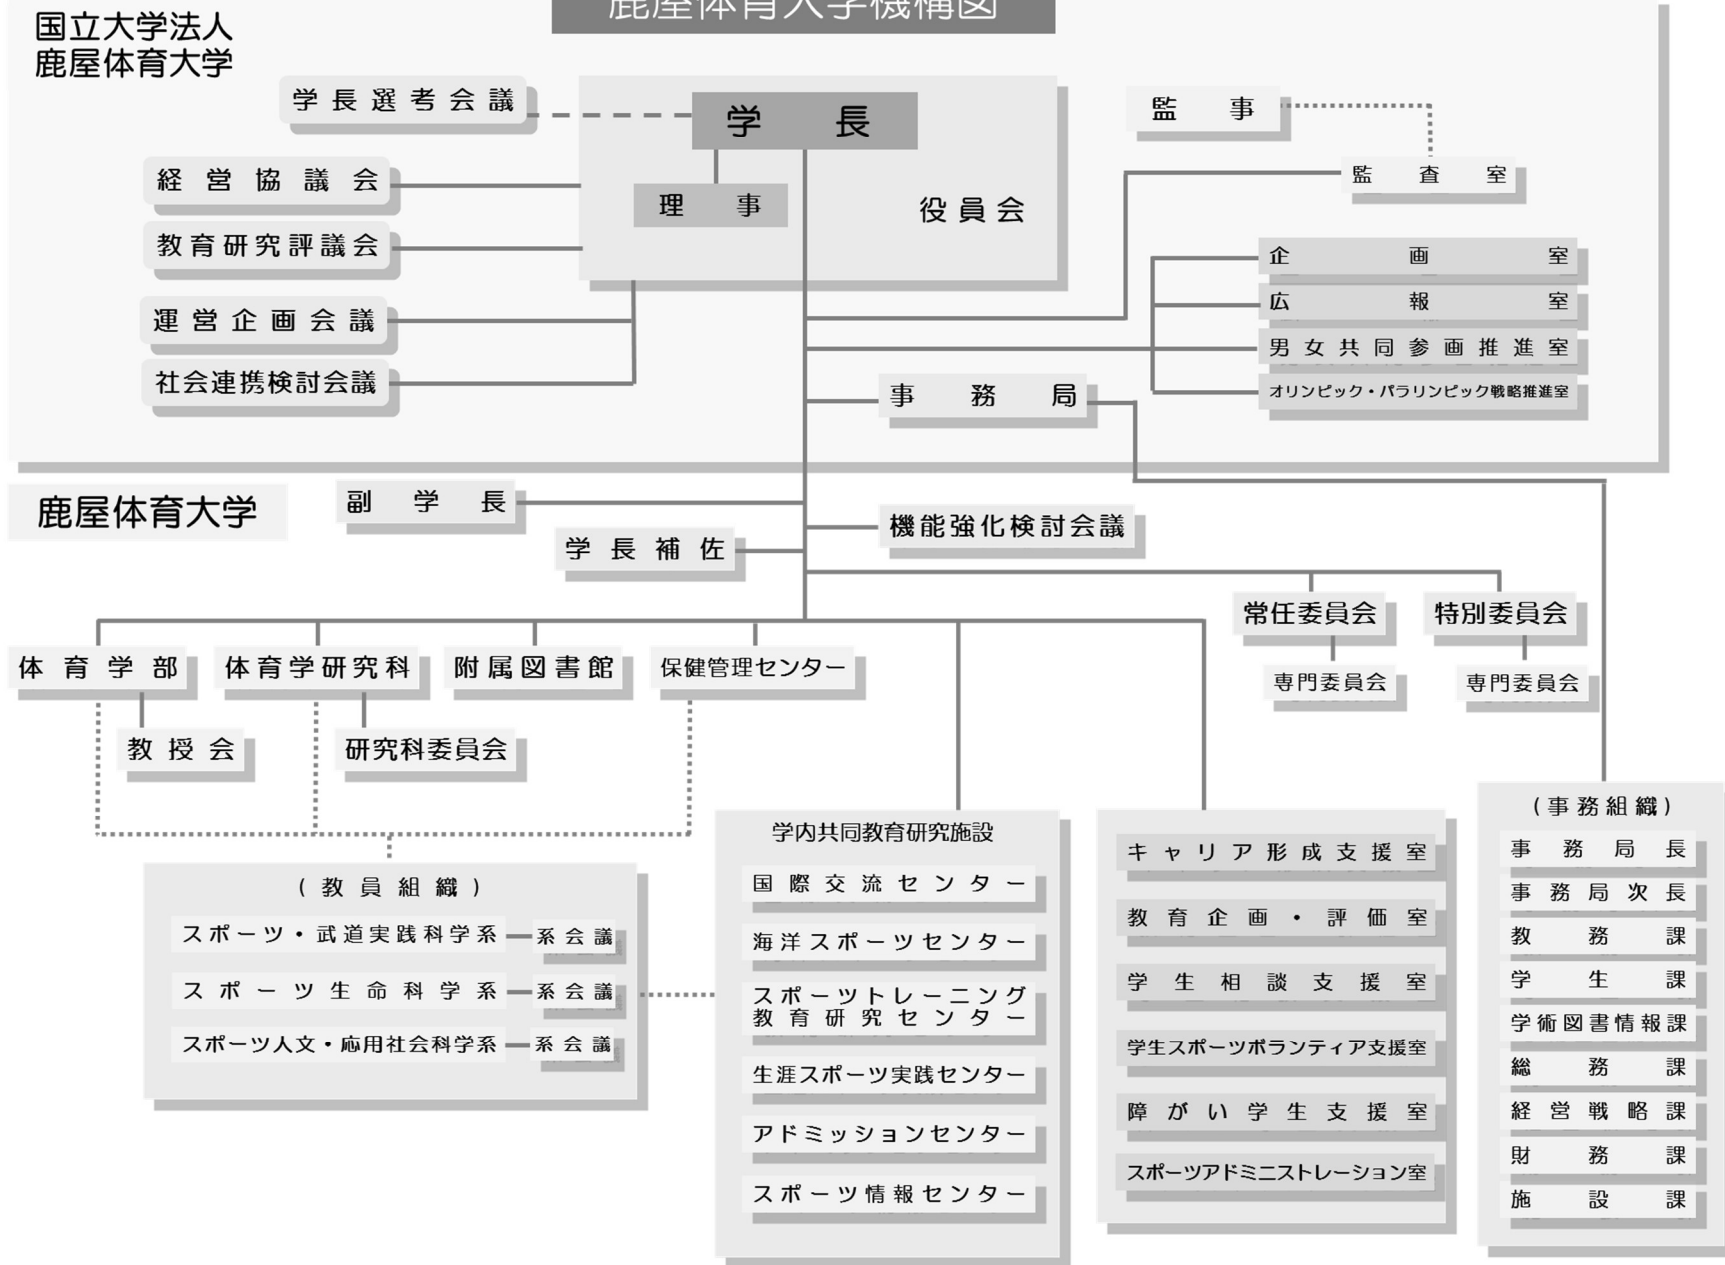 鹿屋体育大学機構図
国立大学法人
鹿屋体育大学
学長選考会議
学長
監事
経営協議会
理事
役員会
監査室
教育研究評議会
企画室
運営企画会議
広報室
男女共同参画推進室
社会連携検討会議
事務局
オリンピック・パラリンピック戦略推進室
鹿屋体育大学
副学長
機能強化検討会議
学長補佐
常任委員会
特別委員会
専門委員会
専門委員会
体育学部
体育学研究科
附属図書館
保健管理センター
教授会
研究科委員会
(教員組織)
スポーツ・武道実践科学系
系会議
スポーツ生命科学系
系会議
スポーツ人文・応用社会科学系
系会議
学内共同教育研究施設
国際交流センター
海洋スポーツセンター
スポーツトレーニング
教育研究センター
生涯スポーツ実践センター
アドミッションセンター
スポーツ情報センター
キャリア形成支援室
教育企画・評価室
学生相談支援室
学生スポーツボランティア支援室
障がい学生支援室
スポーツアドミニストレーション室
(事務組織)
事務局長
事務局次長
教務課
学生課
学術図書情報課
総務課
経営戦略課
財務課
施設課